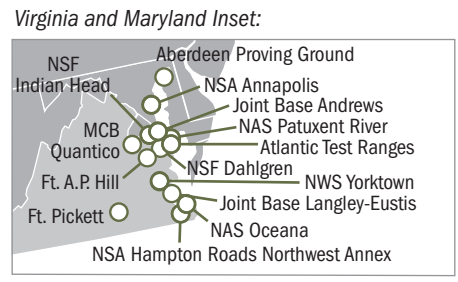 Virginia and Maryland Inset:
Aberdeen Proving Ground
NSF
Indian Head
NSA Annapolis
Joint Base Andrews
NAS Patuxent River
MCB
Quantico
Atlantic Test Ranges
NSF Dahlgren
Ft. A.P. Hill
NWS Yorktown
Joint Base Langley-Eustis
Ft. Pickett
NAS Oceana
NSA Hampton Roads Northwest Annex